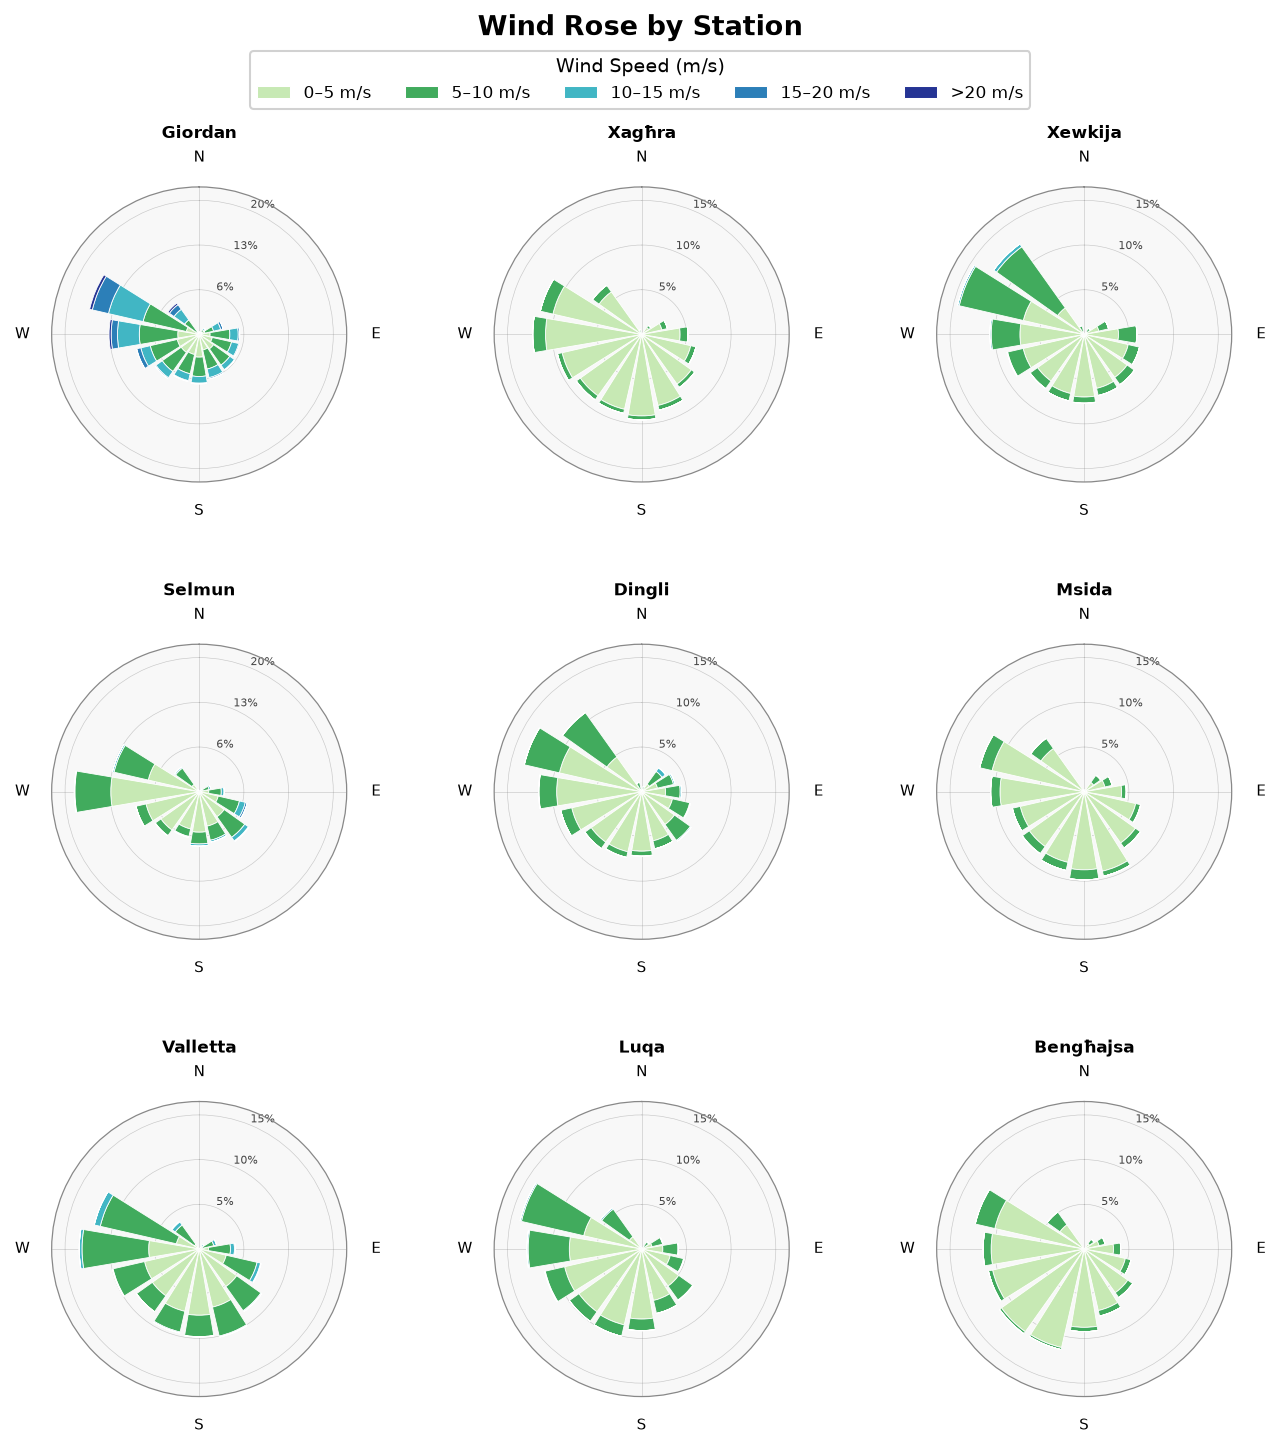 Wind Rose by Station
Wind Speed (m/s)
0–5 m/s 5–10 m/s 10–15 m/s 15–20 m/s >20 m/s
Giordan Xagħra Xewkija
N N N
20% 15% 15%
13% 10% 10%
6% 5% 5%
W E W E W E
S S S
Selmun Dingli Msida
N N N
20% 15% 15%
13% 10% 10%
6% 5% 5%
W E W E W E
S S S
Valletta Luqa Bengħajsa
N N N
15% 15% 15%
10% 10% 10%
5% 5% 5%
W E W E W E
S S S